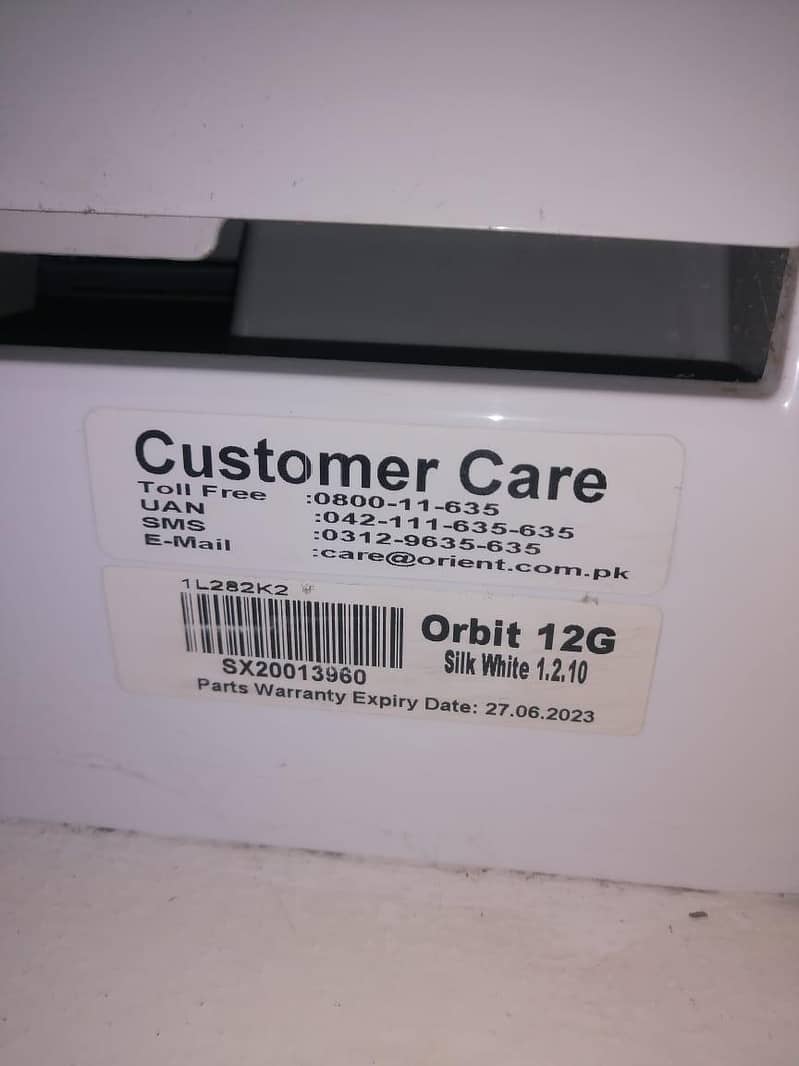 Customer Care
Toll Free :0800-11-635
UAN :042-111-635-635
SMS :0312-9635-635
E-Mail :care@orient.com.pk
1L282K2
Orbit 12G
Silk White 1.2.10
SX20013960
Parts Warranty Expiry Date: 27.06.2023